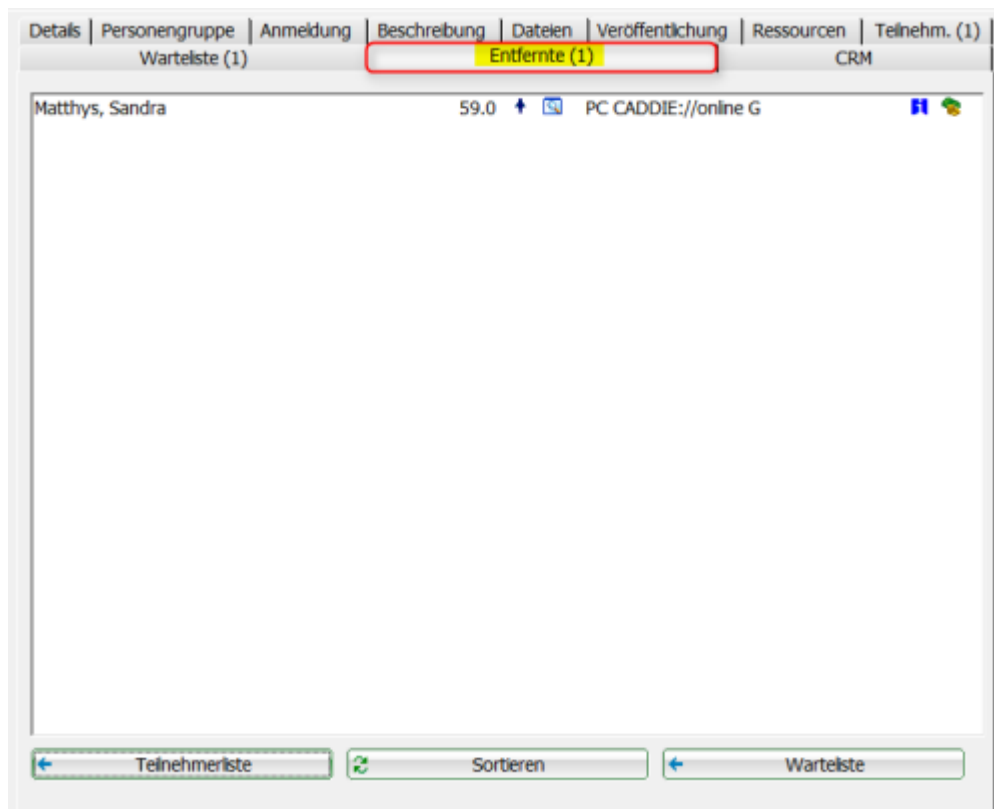 Details Personengruppe Anmeldung Beschreibung Dateien Veröffentlichung Ressourcen Teilnehm. (1)
Warteliste (1) Entfernte (1) CRM
Matthys, Sandra 59.0 PC CADDIE://online G
Teilnehmerliste Sortieren Warteliste